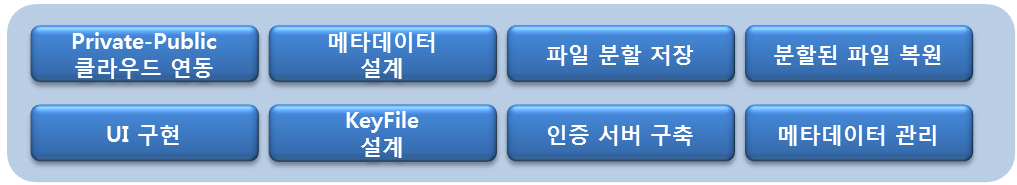 Private-Public
클라우드 연동
메타데이터
설계
파일 분할 저장
분할된 파일 복원
UI 구현
KeyFile
설계
인증 서버 구축
메타데이터 관리